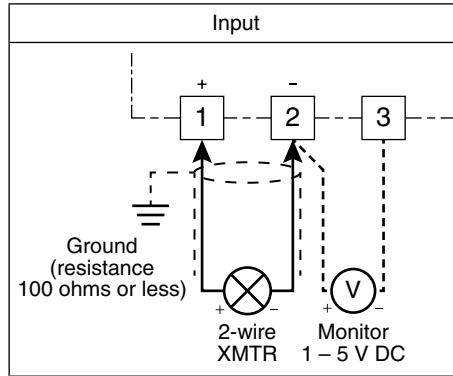 Input
+ −
1 2 3
Ground
(resistance
100 ohms or less)
+ −
2-wire
XMTR
+ V −
Monitor
1 – 5 V DC